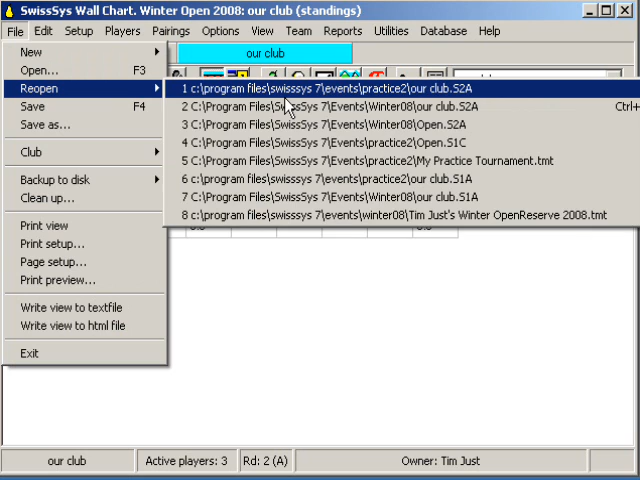 SwissSys Wall Chart. Winter Open 2008: our club (standings)
File Edit Setup Players Pairings Options View Team Reports Utilities Database Help
our club
New
Open... F3
Reopen
Save F4
Save as...
Club
Backup to disk
Clean up...
Print view
Print setup...
Page setup...
Print preview...
Write view to textfile
Write view to html file
Exit
1 c:\program files\swisssys 7\events\practice2\our club.S2A
2 C:\Program Files\SwissSys 7\Events\Winter08\our club.S2A Ctrl+
3 C:\Program Files\SwissSys 7\Events\Winter08\Open.S2A
4 C:\Program Files\SwissSys 7\Events\practice2\Open.S1C
5 C:\Program Files\SwissSys 7\Events\practice2\My Practice Tournament.tmt
6 c:\program files\swisssys 7\events\practice2\our club.S1A
7 C:\Program Files\SwissSys 7\Events\Winter08\our club.S1A
8 c:\program files\swisssys 7\events\winter08\Tim Just's Winter OpenReserve 2008.tmt
our club Active players: 3 Rd: 2 (A) Owner: Tim Just